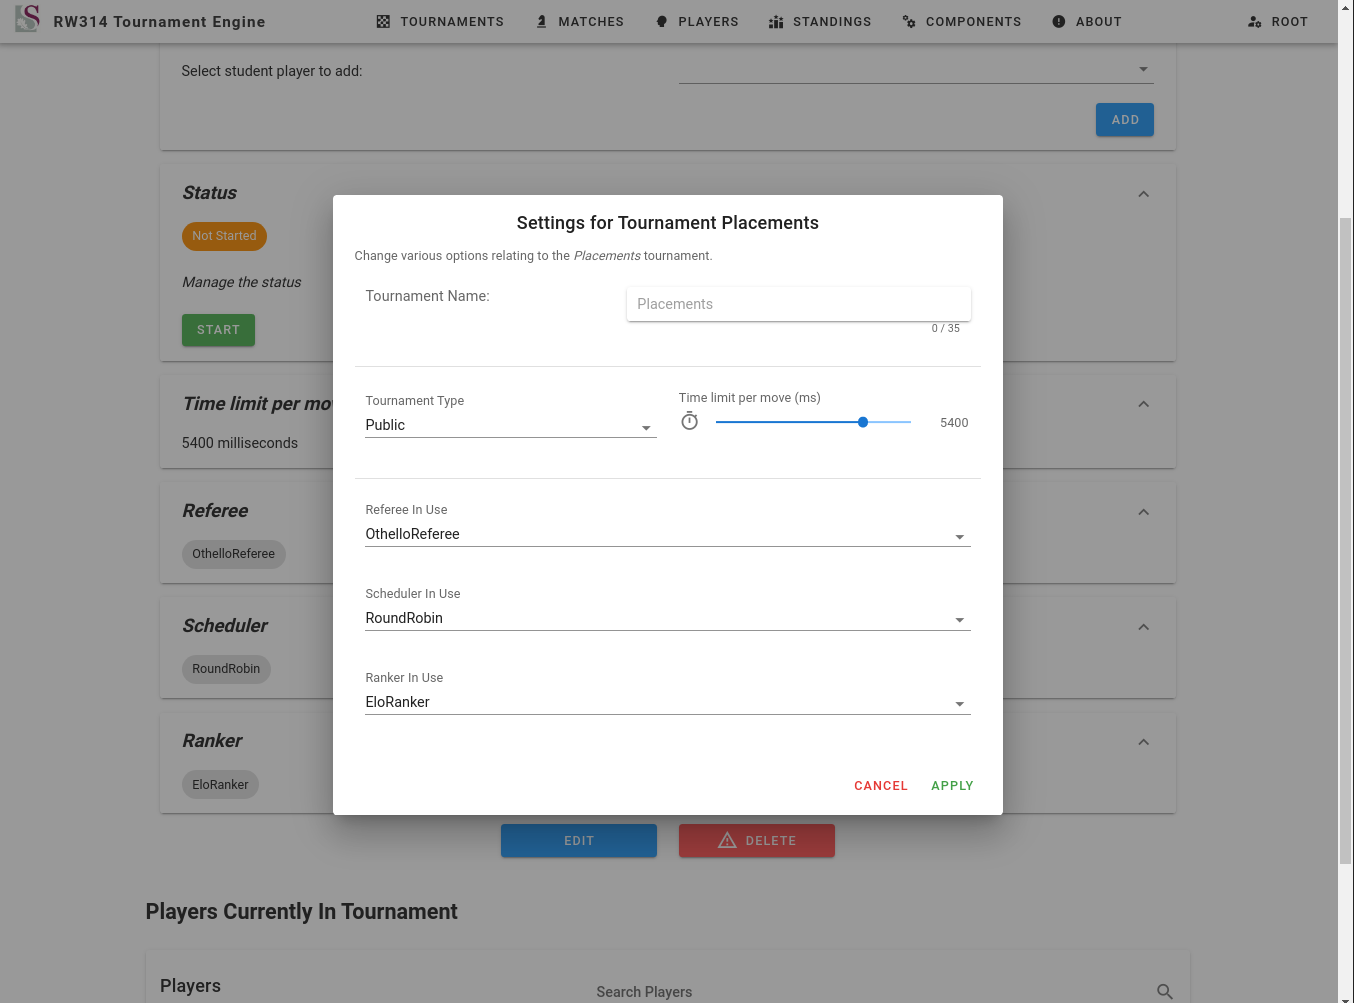 RW314 Tournament Engine TOURNAMENTS MATCHES PLAYERS STANDINGS COMPONENTS ABOUT ROOT
Select student player to add:
ADD
Status
Not Started
Manage the status
START
Time limit per mo
5400 milliseconds
Referee
OthelloReferee
Scheduler
RoundRobin
Ranker
EloRanker
Settings for Tournament Placements
Change various options relating to the Placements tournament.
Tournament Name:
Placements
0 / 35
Tournament Type
Public
Time limit per move (ms)
5400
Referee In Use
OthelloReferee
Scheduler In Use
RoundRobin
Ranker In Use
EloRanker
CANCEL APPLY
EDIT DELETE
Players Currently In Tournament
Players
Search Players